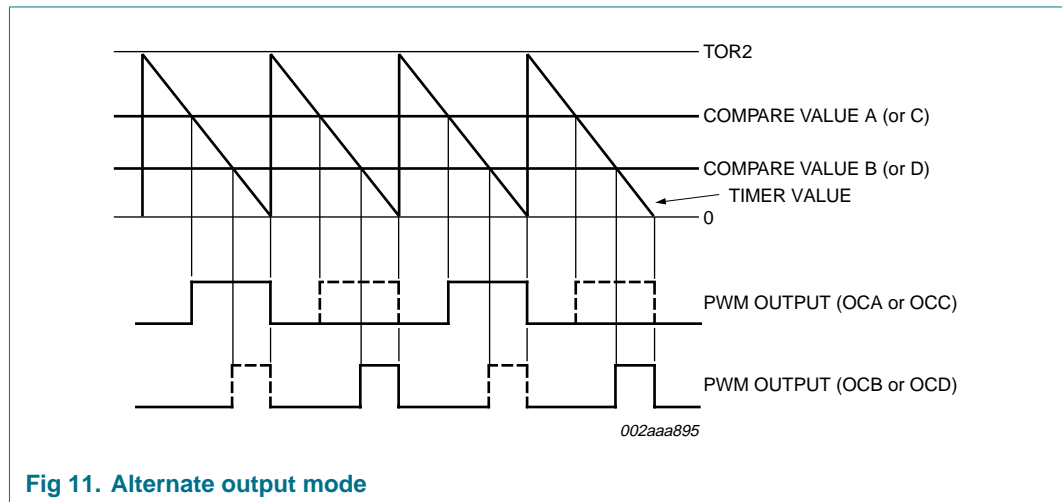 TOR2
COMPARE VALUE A (or C)
COMPARE VALUE B (or D)
TIMER VALUE
0
PWM OUTPUT (OCA or OCC)
PWM OUTPUT (OCB or OCD)
002aaa895
Fig 11. Alternate output mode